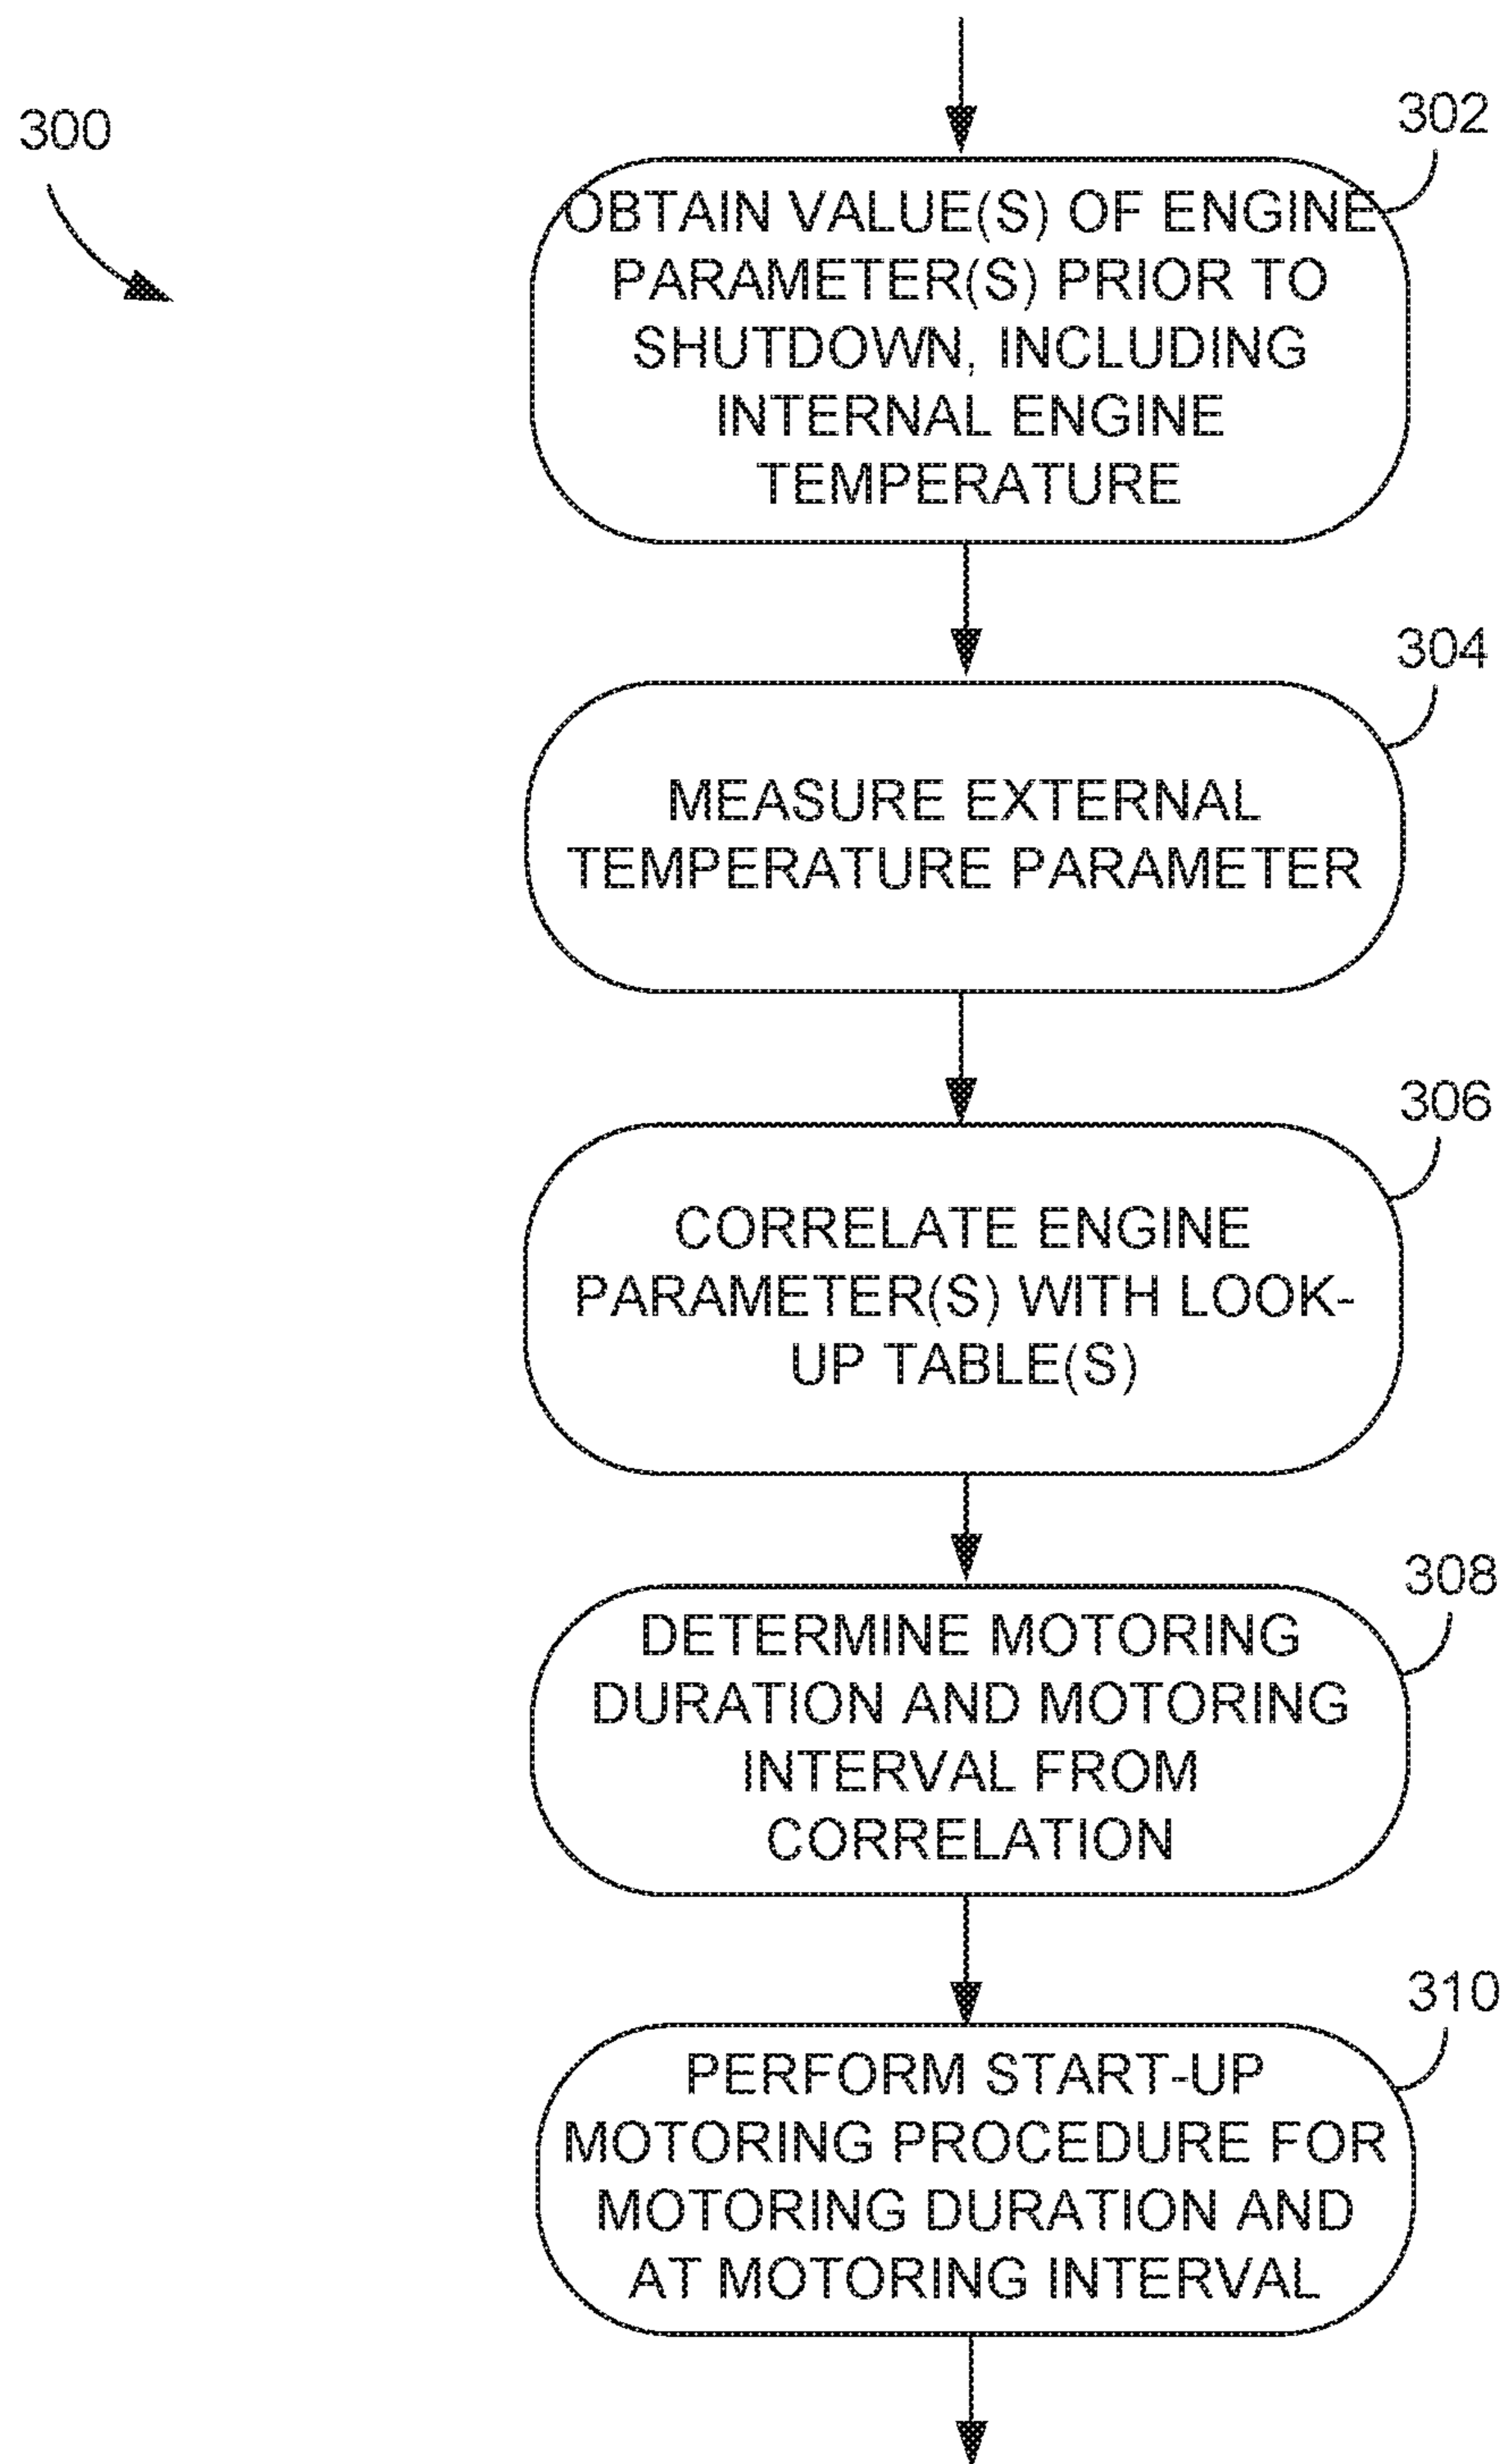 300
302
OBTAIN VALUE(S) OF ENGINE
PARAMETER(S) PRIOR TO
SHUTDOWN, INCLUDING
INTERNAL ENGINE
TEMPERATURE
304
MEASURE EXTERNAL
TEMPERATURE PARAMETER
306
CORRELATE ENGINE
PARAMETER(S) WITH LOOK-
UP TABLE(S)
308
DETERMINE MOTORING
DURATION AND MOTORING
INTERVAL FROM
CORRELATION
310
PERFORM START-UP
MOTORING PROCEDURE FOR
MOTORING DURATION AND
AT MOTORING INTERVAL